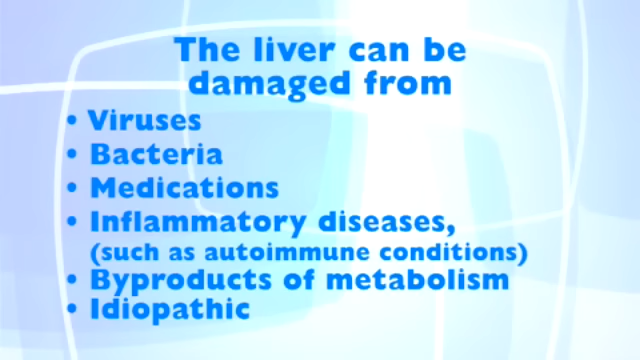 The liver can be
damaged from
• Viruses
• Bacteria
• Medications
• Inflammatory diseases,
(such as autoimmune conditions)
• Byproducts of metabolism
• Idiopathic